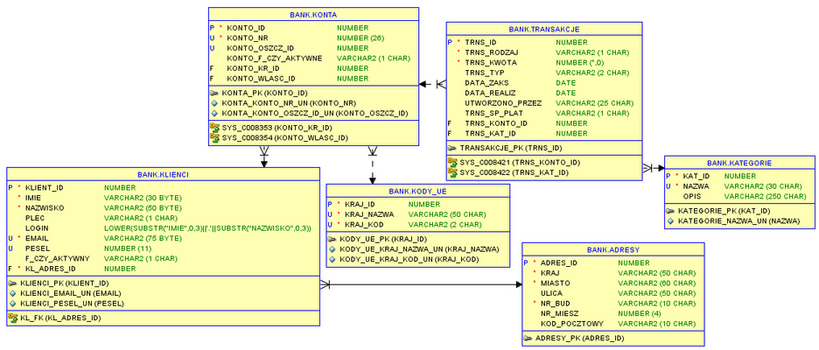 BANK.KONTA
P * KONTO_ID NUMBER
U * KONTO_NR NUMBER (26)
U KONTO_OSZCZ_ID NUMBER
KONTO_F_CZY_AKTYWNE VARCHAR2 (1 CHAR)
F KONTO_KR_ID NUMBER
F KONTO_WLASC_ID NUMBER
KONTA_PK (KONTO_ID)
KONTA_KONTO_NR_UN (KONTO_NR)
KONTA_KONTO_OSZCZ_ID_UN (KONTO_OSZCZ_ID)
SYS_C008353 (KONTO_KR_ID)
SYS_C008354 (KONTO_WLASC_ID)
BANK.TRANSAKCJE
P * TRNS_ID NUMBER
* TRNS_RODZAJ VARCHAR2 (1 CHAR)
* TRNS_KWOTA NUMBER (*,0)
TRNS_TYP VARCHAR2 (2 CHAR)
DATA_ZAKS DATE
DATA_REALIZ DATE
UTWORZONO_PRZEZ VARCHAR2 (25 CHAR)
TRNS_SP_PLAT VARCHAR2 (1 CHAR)
F TRNS_KONTO_ID NUMBER
F TRNS_KAT_ID NUMBER
TRANSAKCJE_PK (TRNS_ID)
SYS_C008421 (TRNS_KONTO_ID)
SYS_C008422 (TRNS_KAT_ID)
BANK.KATEGORIE
P * KAT_ID NUMBER
U * NAZWA VARCHAR2 (30 CHAR)
OPIS VARCHAR2 (250 CHAR)
KATEGORIE_PK (KAT_ID)
KATEGORIE_NAZWA_UN (NAZWA)
BANK.KLIENCI
P * KLIENT_ID NUMBER
* IMIE VARCHAR2 (30 BYTE)
* NAZWISKO VARCHAR2 (50 BYTE)
PLEC VARCHAR2 (1 CHAR)
LOGIN LOWER(SUBSTR("IMIE",0,3)||'.'||SUBSTR("NAZWISKO",0,3))
U * EMAIL VARCHAR2 (75 BYTE)
U PESEL NUMBER (11)
F_CZY_AKTYWNY VARCHAR2 (1 CHAR)
F * KL_ADRES_ID NUMBER
KLIENCI_PK (KLIENT_ID)
KLIENCI_EMAIL_UN (EMAIL)
KLIENCI_PESEL_UN (PESEL)
KL_FK (KL_ADRES_ID)
BANK.KODY_UE
P * KRAJ_ID NUMBER
U * KRAJ_NAZWA VARCHAR2 (50 CHAR)
U * KRAJ_KOD VARCHAR2 (2 CHAR)
KODY_UE_PK (KRAJ_ID)
KODY_UE_KRAJ_NAZWA_UN (KRAJ_NAZWA)
KODY_UE_KRAJ_KOD_UN (KRAJ_KOD)
BANK.ADRESY
P * ADRES_ID NUMBER
* KRAJ VARCHAR2 (50 CHAR)
* MIASTO VARCHAR2 (60 CHAR)
ULICA VARCHAR2 (50 CHAR)
* NR_BUD VARCHAR2 (10 CHAR)
NR_MIESZ NUMBER (4)
KOD_POCZTOWY VARCHAR2 (10 CHAR)
ADRESY_PK (ADRES_ID)